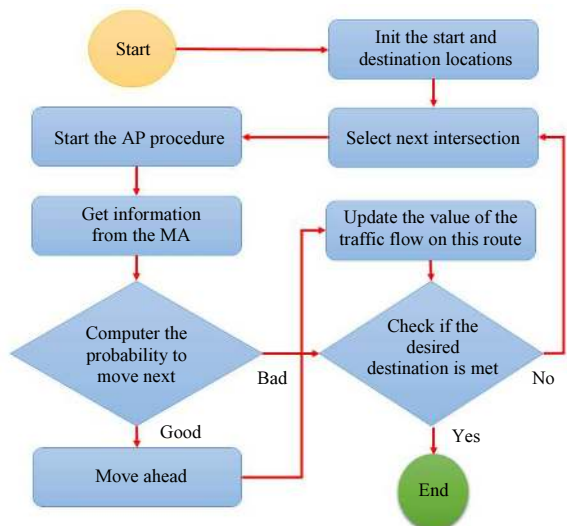 Start
Init the start and
destination locations
Start the AP procedure
Select next intersection
Get information
from the MA
Update the value of the
traffic flow on this route
Computer the
probability to
move next
Bad
Check if the
desired
destination is met
No
Good
Yes
Move ahead
End